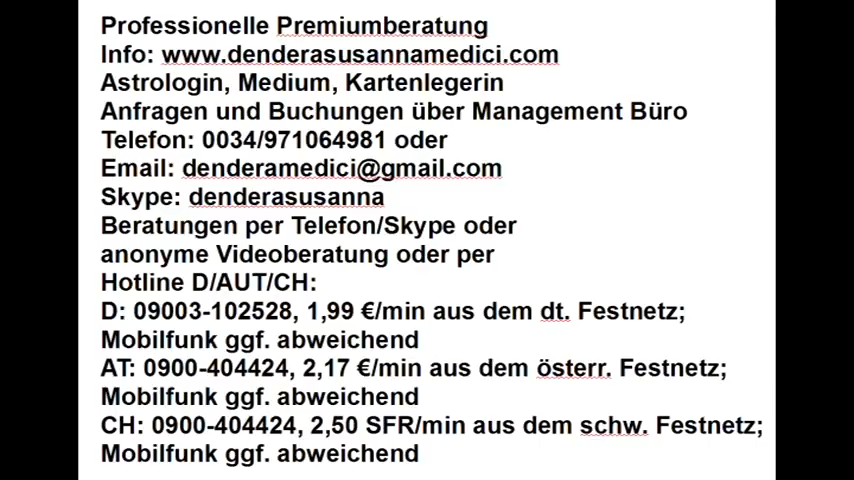 Professionelle Premiumberatung
Info: www.denderasusannamedici.com
Astrologin, Medium, Kartenlegerin
Anfragen und Buchungen über Management Büro
Telefon: 0034/971064981 oder
Email: denderamedici@gmail.com
Skype: denderasusanna
Beratungen per Telefon/Skype oder
anonyme Videoberatung oder per
Hotline D/AUT/CH:
D: 09003-102528, 1,99 €/min aus dem dt. Festnetz;
Mobilfunk ggf. abweichend
AT: 0900-404424, 2,17 €/min aus dem österr. Festnetz;
Mobilfunk ggf. abweichend
CH: 0900-404424, 2,50 SFR/min aus dem schw. Festnetz;
Mobilfunk ggf. abweichend